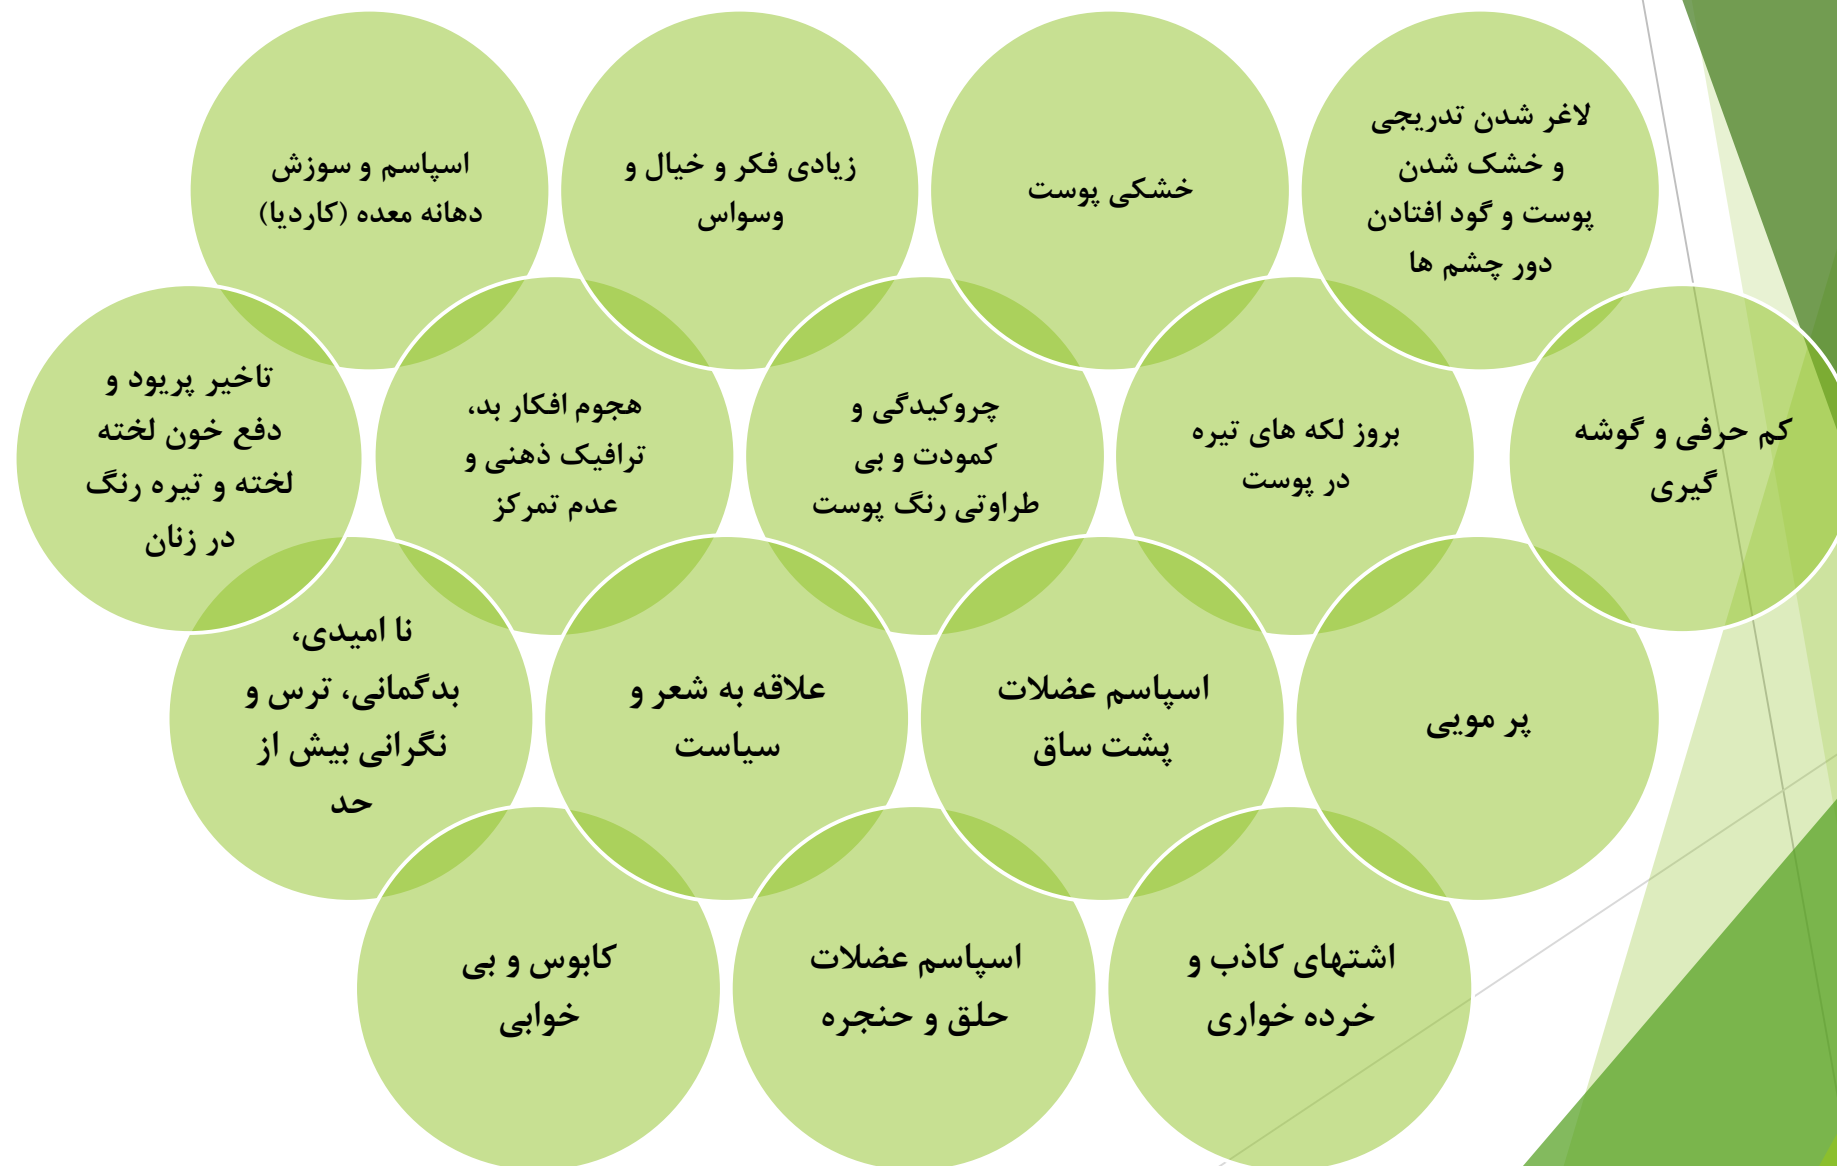 لاغر شدن تدریجی
و خشک شدن
پوست و گود افتادن
دور چشم ها
خشکی پوست
زیادی فکر و خیال و
وسواس
اسپاسم و سوزش
دهانه معده (کاردیا)
کم حرفی و گوشه
گیری
بروز لکه های تیره
در پوست
چروکیدگی و
کمودت و بی
طراوتی رنگ پوست
هجوم افکار بد،
ترافیک ذهنی و
عدم تمرکز
تاخیر پریود و
دفع خون لخته
لخته و تیره رنگ
در زنان
پر مویی
اسپاسم عضلات
پشت ساق
علاقه به شعر و
سیاست
نا امیدی،
بدگمانی، ترس و
نگرانی بیش از
حد
اشتهای کاذب و
خرده خواری
اسپاسم عضلات
حلق و حنجره
کابوس و بی
خوابی